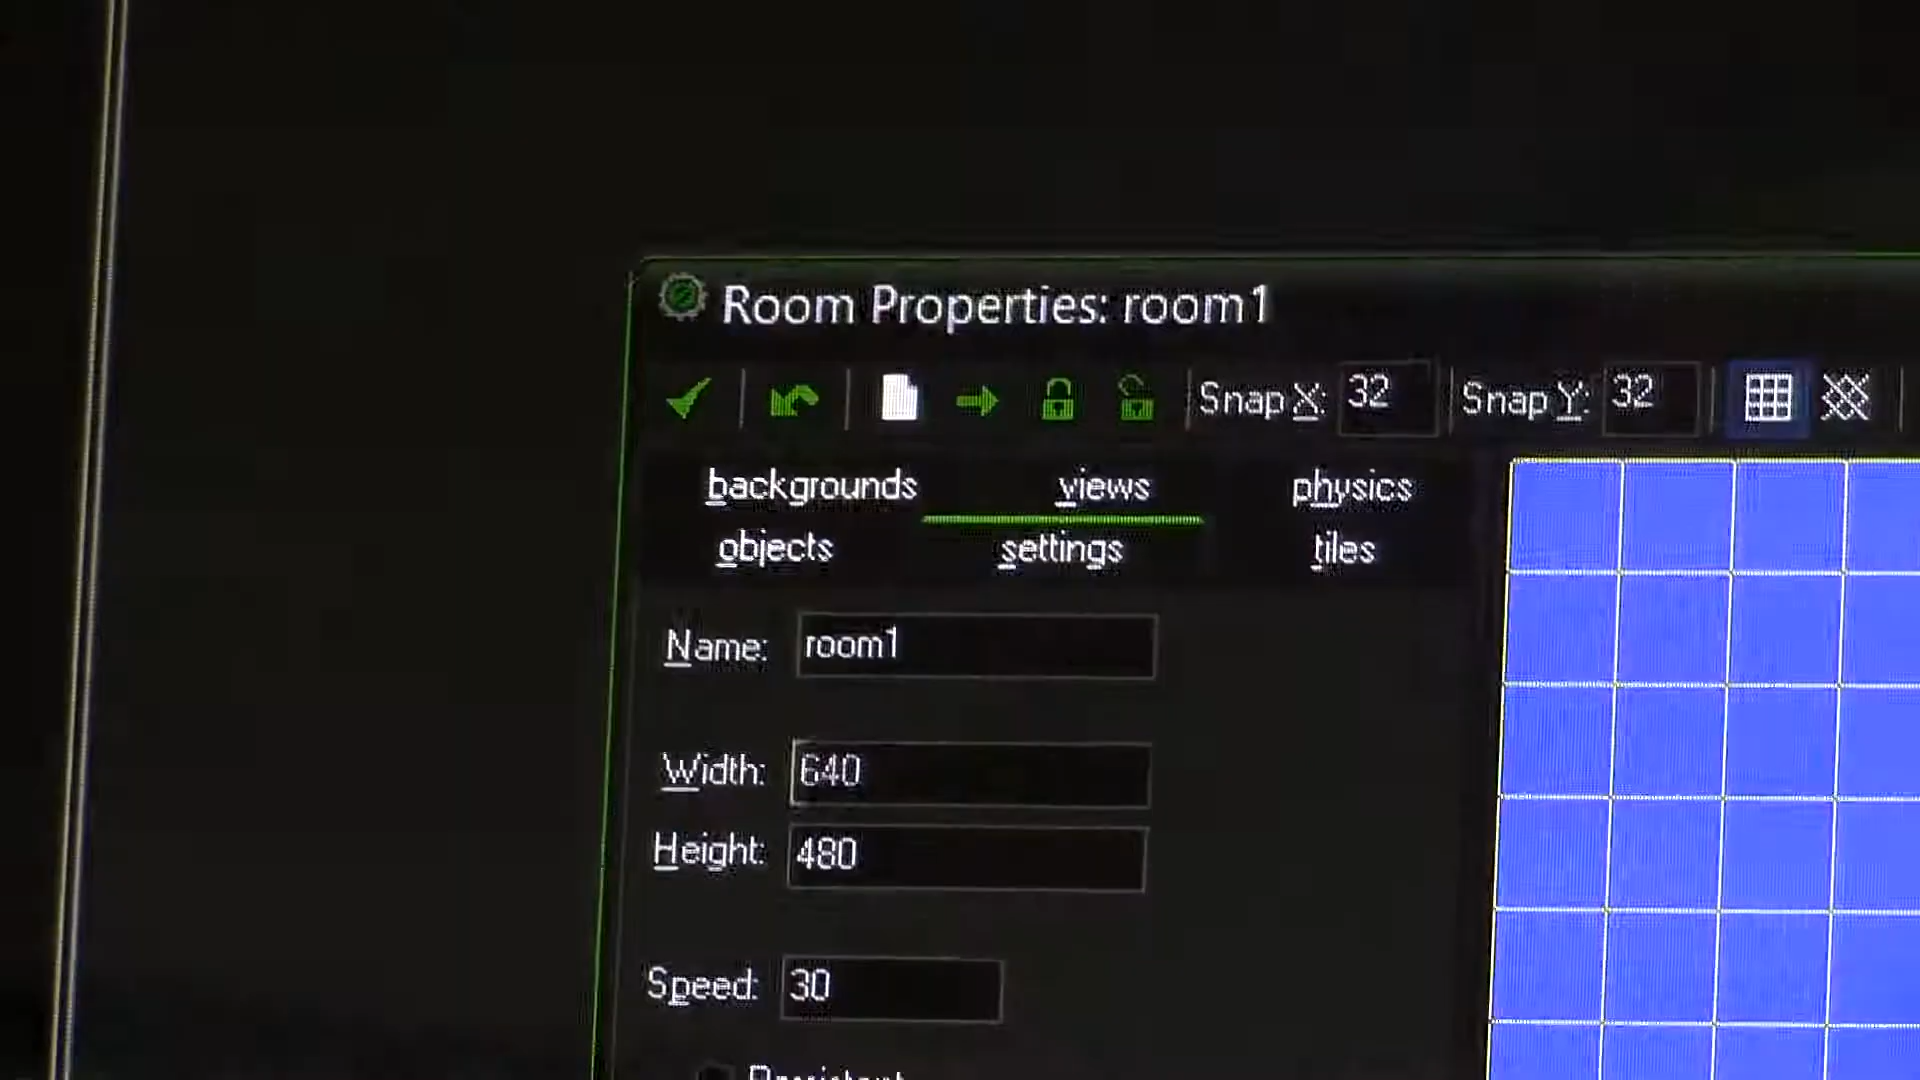 Room Properties: room1
Snap X: 32 Snap Y: 32
backgrounds views physics
objects settings tiles
Name: room1
Width: 640
Height: 480
Speed: 30